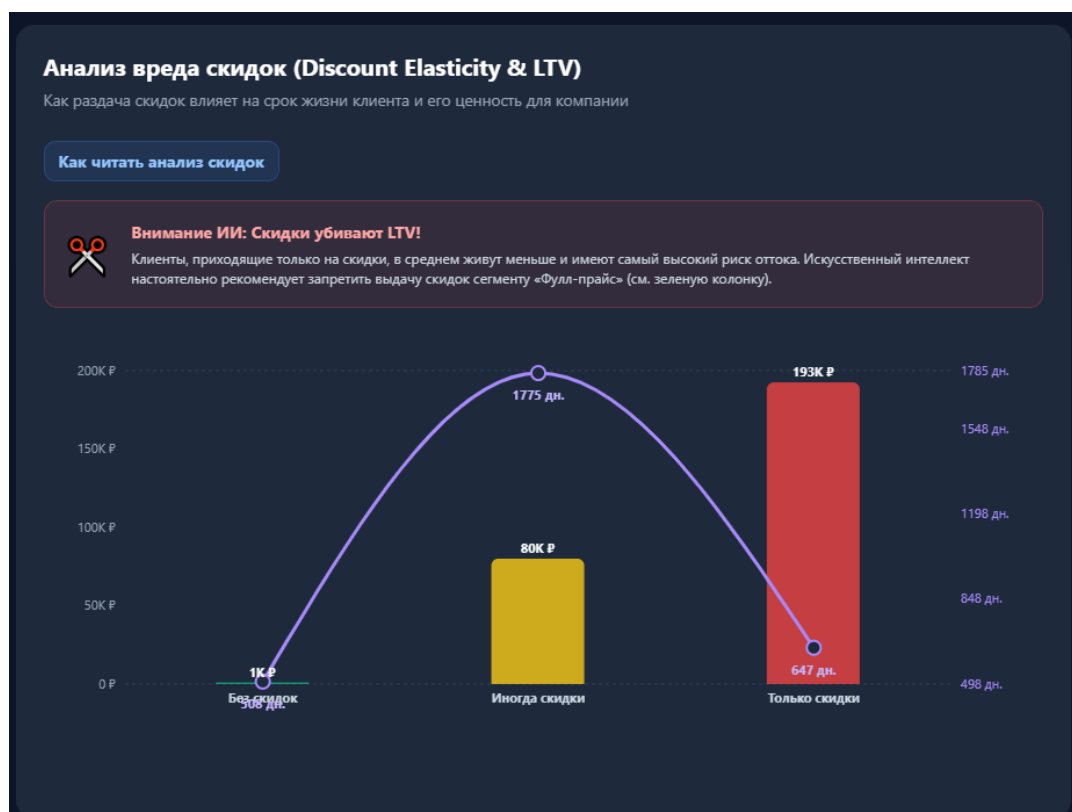 Анализ вреда скидок (Discount Elasticity & LTV)
Как раздача скидок влияет на срок жизни клиента и его ценность для компании
Как читать анализ скидок
Внимание ИИ: Скидки убивают LTV!
Клиенты, приходящие только на скидки, в среднем живут меньше и имеют самый высокий риск оттока. Искусственный интеллект
настоятельно рекомендует запретить выдачу скидок сегменту «Фулл-прайс» (см. зеленую колонку).
200K ₽
193K ₽
1785 дн.
1775 дн.
1548 дн.
150K ₽
1198 дн.
100K ₽
80K ₽
848 дн.
50K ₽
1K ₽
647 дн.
0 ₽
498 дн.
Без скидок
Иногда скидки
Только скидки
508 дн.